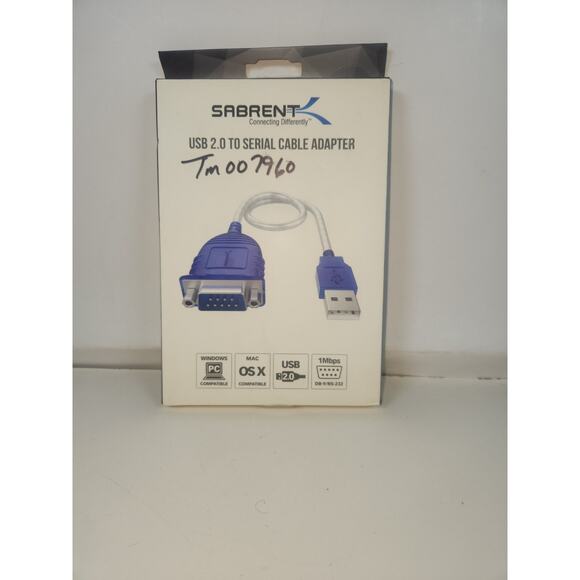 SABRENT
Connecting Differently™
USB 2.0 TO SERIAL CABLE ADAPTER
Tm007960
WINDOWS
PC
COMPATIBLE
MAC
OS X
COMPATIBLE
USB
2.0
1Mbps
DB-9/RS-232